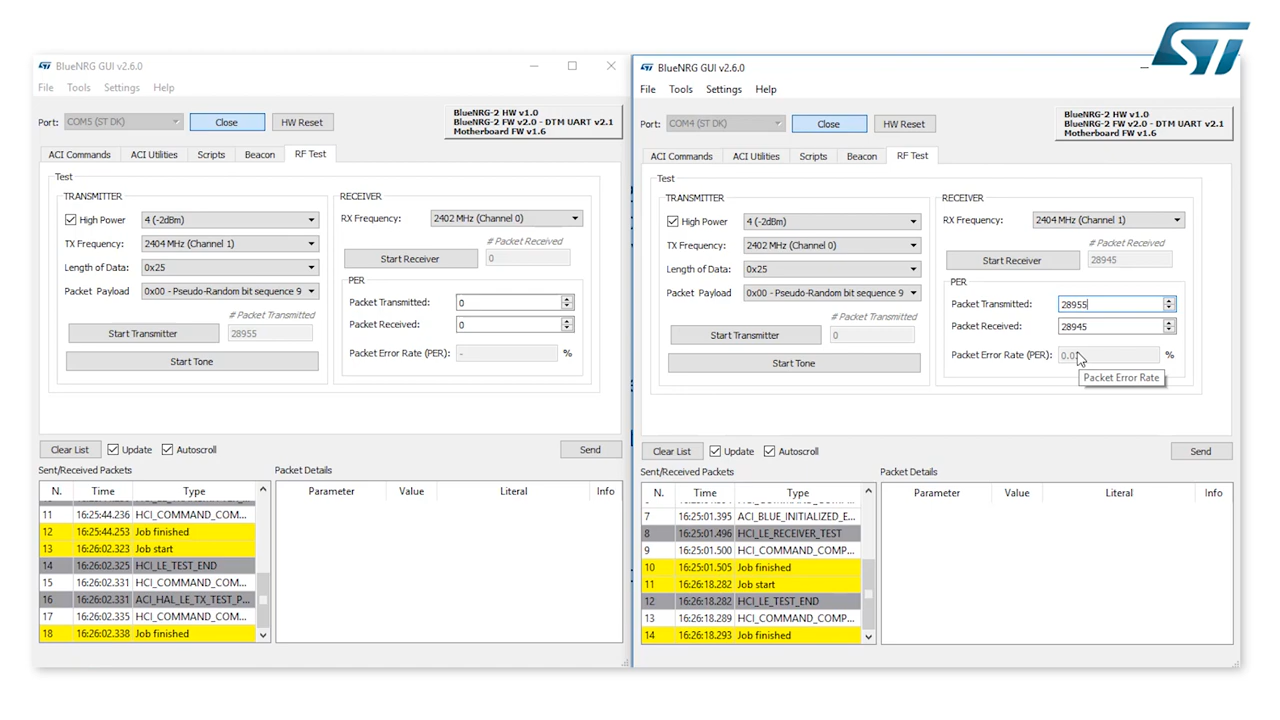 ST
BlueNRG GUI v2.6.0
File Tools Settings Help
Port: COM5 (ST DK) Close HW Reset
BlueNRG-2 HW v1.0
BlueNRG-2 FW v2.0 - DTM UART v2.1
Motherboard FW v1.6
ACI Commands ACI Utilities Scripts Beacon RF Test
Test
TRANSMITTER
High Power 4 (-2dBm)
TX Frequency: 2404 MHz (Channel 1)
Length of Data: 0x25
Packet Payload 0x00 - Pseudo-Random bit sequence 9
# Packet Transmitted
Start Transmitter 28955
Start Tone
RECEIVER
RX Frequency: 2402 MHz (Channel 0)
# Packet Received
Start Receiver 0
PER
Packet Transmitted: 0
Packet Received: 0
Packet Error Rate (PER): - %
Clear List Update Autoscroll Send
Sent/Received Packets
N. Time Type
11 16:25:44.236 HCI_COMMAND_COM...
12 16:25:44.253 Job finished
13 16:26:02.323 Job start
14 16:26:02.325 HCI_LE_TEST_END
15 16:26:02.331 HCI_COMMAND_COM...
16 16:26:02.331 ACI_HAL_LE_TX_TEST_P...
17 16:26:02.335 HCI_COMMAND_COM...
18 16:26:02.338 Job finished
Packet Details
Parameter Value Literal Info
BlueNRG GUI v2.6.0
File Tools Settings Help
Port: COM4 (ST DK) Close HW Reset
BlueNRG-2 HW v1.0
BlueNRG-2 FW v2.0 - DTM UART v2.1
Motherboard FW v1.6
ACI Commands ACI Utilities Scripts Beacon RF Test
Test
TRANSMITTER
High Power 4 (-2dBm)
TX Frequency: 2402 MHz (Channel 0)
Length of Data: 0x25
Packet Payload 0x00 - Pseudo-Random bit sequence 9
# Packet Transmitted
Start Transmitter 0
Start Tone
RECEIVER
RX Frequency: 2404 MHz (Channel 1)
# Packet Received
Start Receiver 28945
PER
Packet Transmitted: 28955
Packet Received: 28945
Packet Error Rate (PER): %
Packet Error Rate
Clear List Update Autoscroll Send
Sent/Received Packets
N. Time Type
7 16:25:01.395 ACI_BLUE_INITIALIZED_E...
8 16:25:01.496 HCI_LE_RECEIVER_TEST
9 16:25:01.500 HCI_COMMAND_COMP...
10 16:25:01.505 Job finished
11 16:26:18.282 Job start
12 16:26:18.282 HCI_LE_TEST_END
13 16:26:18.289 HCI_COMMAND_COMP...
14 16:26:18.293 Job finished
Packet Details
Parameter Value Literal Info